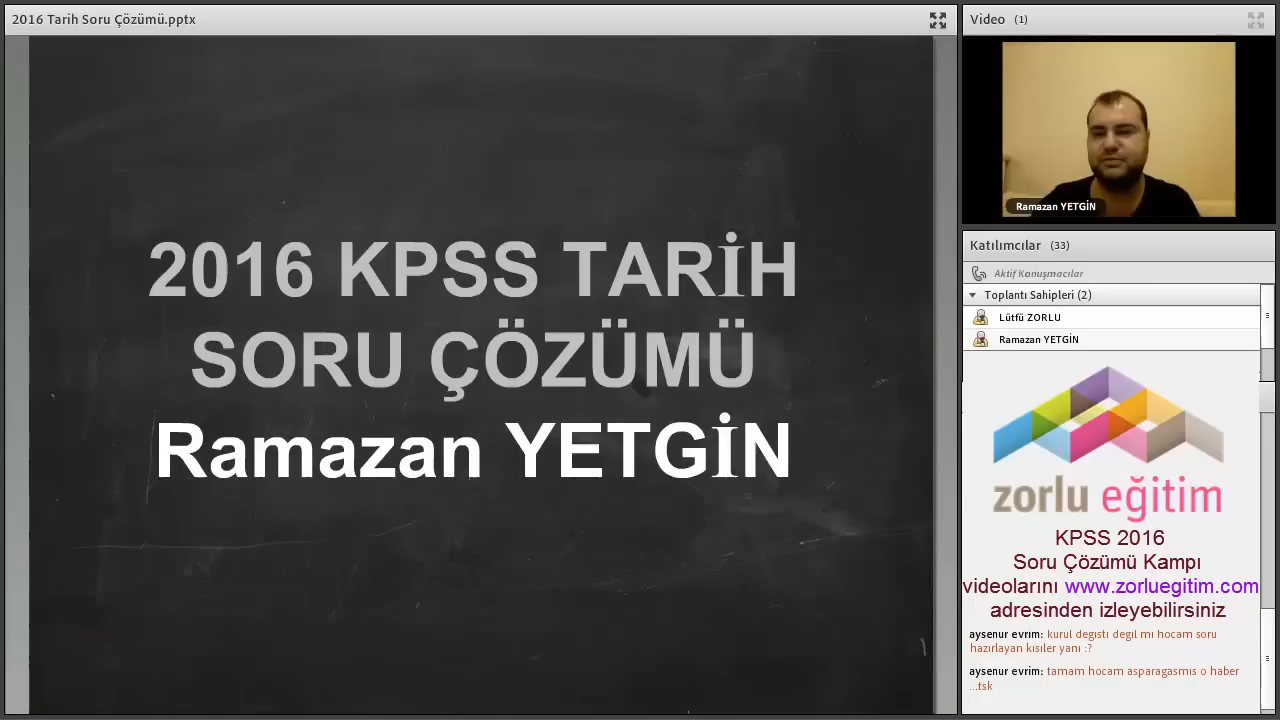 2016 Tarih Soru Çözümü.pptx
2016 KPSS TARİH
SORU ÇÖZÜMÜ
Ramazan YETGİN
Video (1)
Ramazan YETGİN
Katılımcılar (33)
Aktif Konuşmacılar
Toplantı Sahipleri (2)
Lütfü ZORLU
Ramazan YETGİN
zorlu eğitim
KPSS 2016
Soru Çözümü Kampı
videolarını www.zorluegitim.com
adresinden izleyebilirsiniz
aysenur evrim: kurul degıstı degıl mı hocam soru
hazırlayan kısıler yanı :?
aysenur evrim: tamam hocam asparagasmıs o haber
...tsk